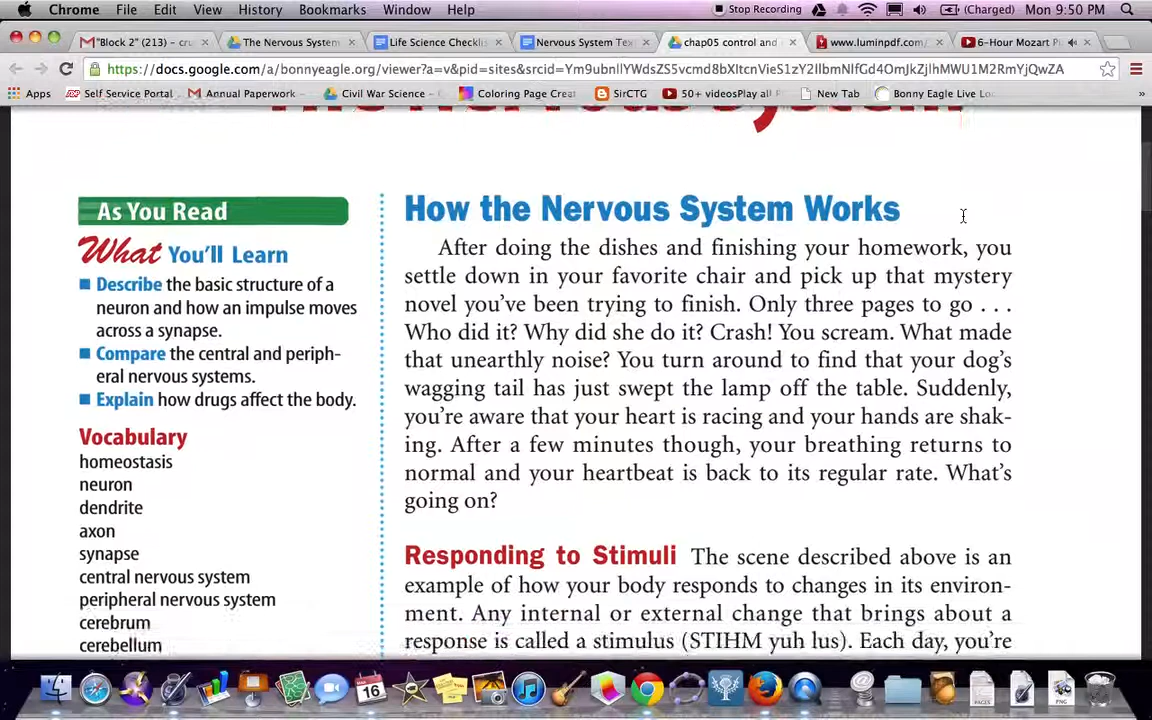 Chrome File Edit View History Bookmarks Window Help Stop Recording (Charged) Mon 9:50 PM
"Block 2" (213) - cru The Nervous System Life Science Checklis Nervous System Tex chap05 control and www.luminpdf.com/ 6-Hour Mozart Pi
https://docs.google.com/a/bonnyeagle.org/viewer?a=v&pid=sites&srcid=
Apps Self Service Portal Annual Paperwork Civil War Science - Coloring Page Creat SirCTG 50+ videosPlay all New Tab Bonny Eagle Live Lo »
The Nervous System
As You Read
What You'll Learn
Describe the basic structure of a
neuron and how an impulse moves
across a synapse.
Compare the central and periph-
eral nervous systems.
Explain how drugs affect the body.
Vocabulary
homeostasis
neuron
dendrite
axon
synapse
central nervous system
peripheral nervous system
cerebrum
cerebellum
How the Nervous System Works
After doing the dishes and finishing your homework, you
settle down in your favorite chair and pick up that mystery
novel you've been trying to finish. Only three pages to go . . .
Who did it? Why did she do it? Crash! You scream. What made
that unearthly noise? You turn around to find that your dog's
wagging tail has just swept the lamp off the table. Suddenly,
you're aware that your heart is racing and your hands are shak-
ing. After a few minutes though, your breathing returns to
normal and your heartbeat is back to its regular rate. What's
going on?
Responding to Stimuli The scene described above is an
example of how your body responds to changes in its environ-
ment. Any internal or external change that brings about a
response is called a stimulus (STIHM yuh lus). Each day, you're
MAR
16
PAGES
PNG